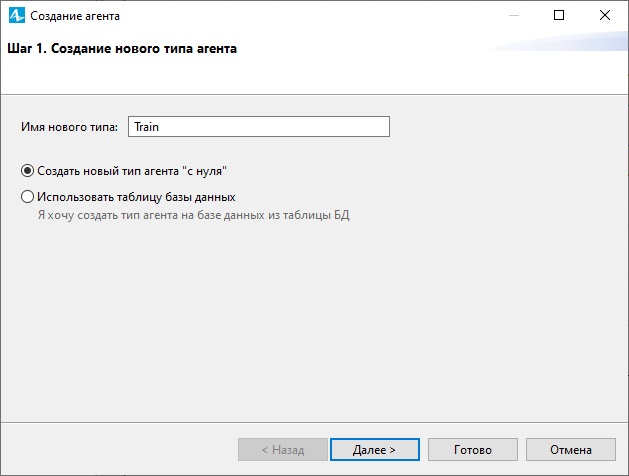 Создание агента
Шаг 1. Создание нового типа агента
Имя нового типа: Train
Создать новый тип агента "с нуля"
Использовать таблицу базы данных
Я хочу создать тип агента на базе данных из таблицы БД
< Назад Далее > Готово Отмена